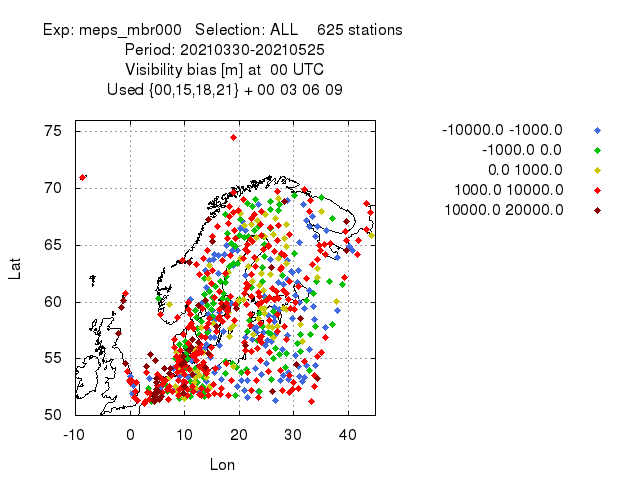 Exp: meps_mbr000 Selection: ALL 625 stations
Period: 20210330-20210525
Visibility bias [m] at 00 UTC
Used {00,15,18,21} + 00 03 06 09
-10000.0 -1000.0
-1000.0 0.0
0.0 1000.0
1000.0 10000.0
10000.0 20000.0
75
70
65
60
55
50
Lat
-10 0 10 20 30 40
Lon